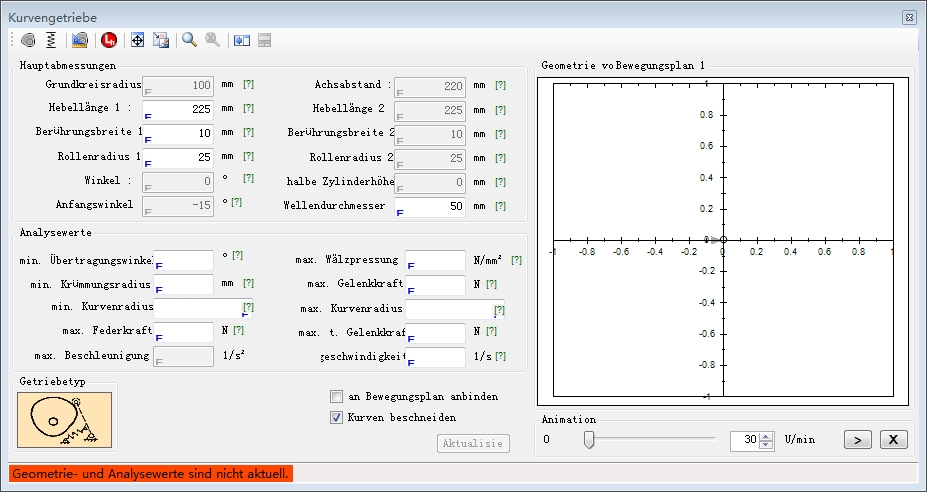 Kurvengetriebe
Hauptabmessungen
Grundkreisradius 100 mm [?]
Achsabstand : 220 mm [?]
Hebellänge 1 : 225 mm [?]
Hebellänge 2 225 mm [?]
Berührungsbreite 1 10 mm [?]
Berührungsbreite 2 10 mm [?]
Rollenradius 1 25 mm [?]
Rollenradius 2 25 mm [?]
Winkel : 0 ° [?]
halbe Zylinderhöhe 0 mm [?]
Anfangswinkel -15 ° [?]
Wellendurchmesser 50 mm [?]
Analysewerte
min. Übertragungswinke ° [?]
max. Wälzpressung N/mm² [?]
min. Krümmungsradius mm [?]
max. Gelenkkraft N [?]
min. Kurvenradius [?]
max. Kurvenradius [?]
max. Federkraft N [?]
max. t. Gelenkkraf N [?]
max. Beschleunigung 1/s²
geschwindigkeit 1/s [?]
Getriebetyp
an Bewegungsplan anbinden
Kurven beschneiden
Aktualisie
Geometrie vo Bewegungsplan 1
1
0.8
0.6
0.4
0.2
0
-1 -0.8 -0.6 -0.4 -0.2 0 0.2 0.4 0.6 0.8 1
-0.2
-0.4
-0.6
-0.8
-1
Animation
0 30 U/min > X
Geometrie- und Analysewerte sind nicht aktuell.